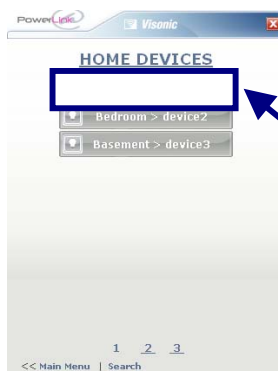 PowerLink
Visonic
HOME DEVICES
Bedroom > device2
Basement > device3
1 2 3
<< Main Menu | Search